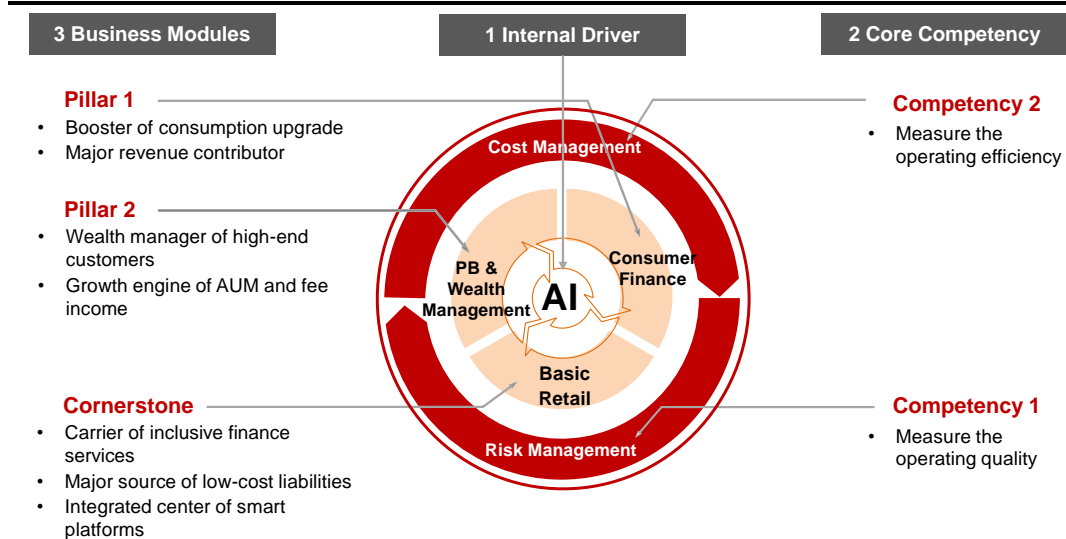 3 Business Modules
1 Internal Driver
2 Core Competency
Pillar 1
• Booster of consumption upgrade
• Major revenue contributor
Pillar 2
• Wealth manager of high-end
customers
• Growth engine of AUM and fee
income
Cornerstone
• Carrier of inclusive finance
services
• Major source of low-cost liabilities
• Integrated center of smart
platforms
Cost Management
PB &
Wealth
Management
AI
Consumer
Finance
Basic
Retail
Risk Management
Competency 2
• Measure the
operating efficiency
Competency 1
• Measure the
operating quality